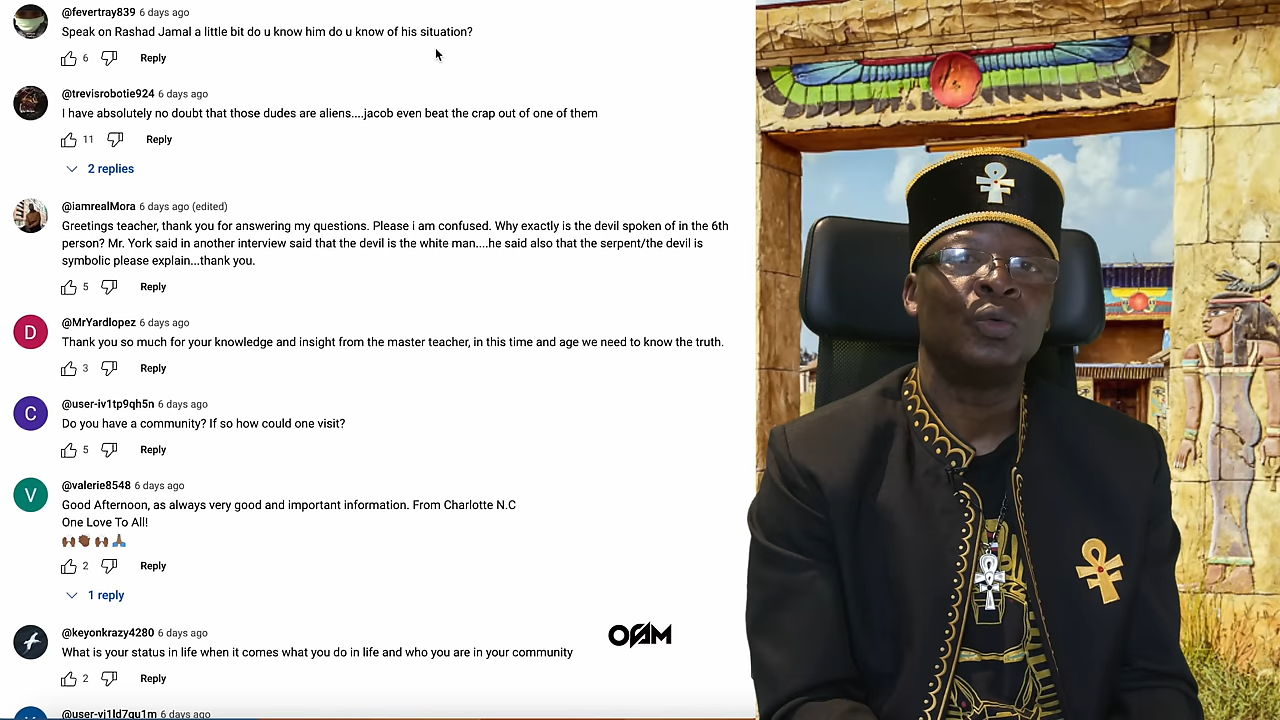 @fevertray839 6 days ago
Speak on Rashad Jamal a little bit do u know him do u know of his situation?
6 Reply
@trevisrobotie924 6 days ago
I have absolutely no doubt that those dudes are aliens....jacob even beat the crap out of one of them
11 Reply
2 replies
@iamrealMora 6 days ago (edited)
Greetings teacher, thank you for answering my questions. Please i am confused. Why exactly is the devil spoken of in the 6th
person? Mr. York said in another interview said that the devil is the white man....he said also that the serpent/the devil is
symbolic please explain...thank you.
5 Reply
D
@MrYardlopez 6 days ago
Thank you so much for your knowledge and insight from the master teacher, in this time and age we need to know the truth.
3 Reply
C
@user-iv1tp9qh5n 6 days ago
Do you have a community? If so how could one visit?
5 Reply
V
@valerie8548 6 days ago
Good Afternoon, as always very good and important information. From Charlotte N.C
One Love To All!
2 Reply
1 reply
@keyonkrazy4280 6 days ago
What is your status in life when it comes what you do in life and who you are in your community
2 Reply
@user-vj1ld7gu1m 6 days ago